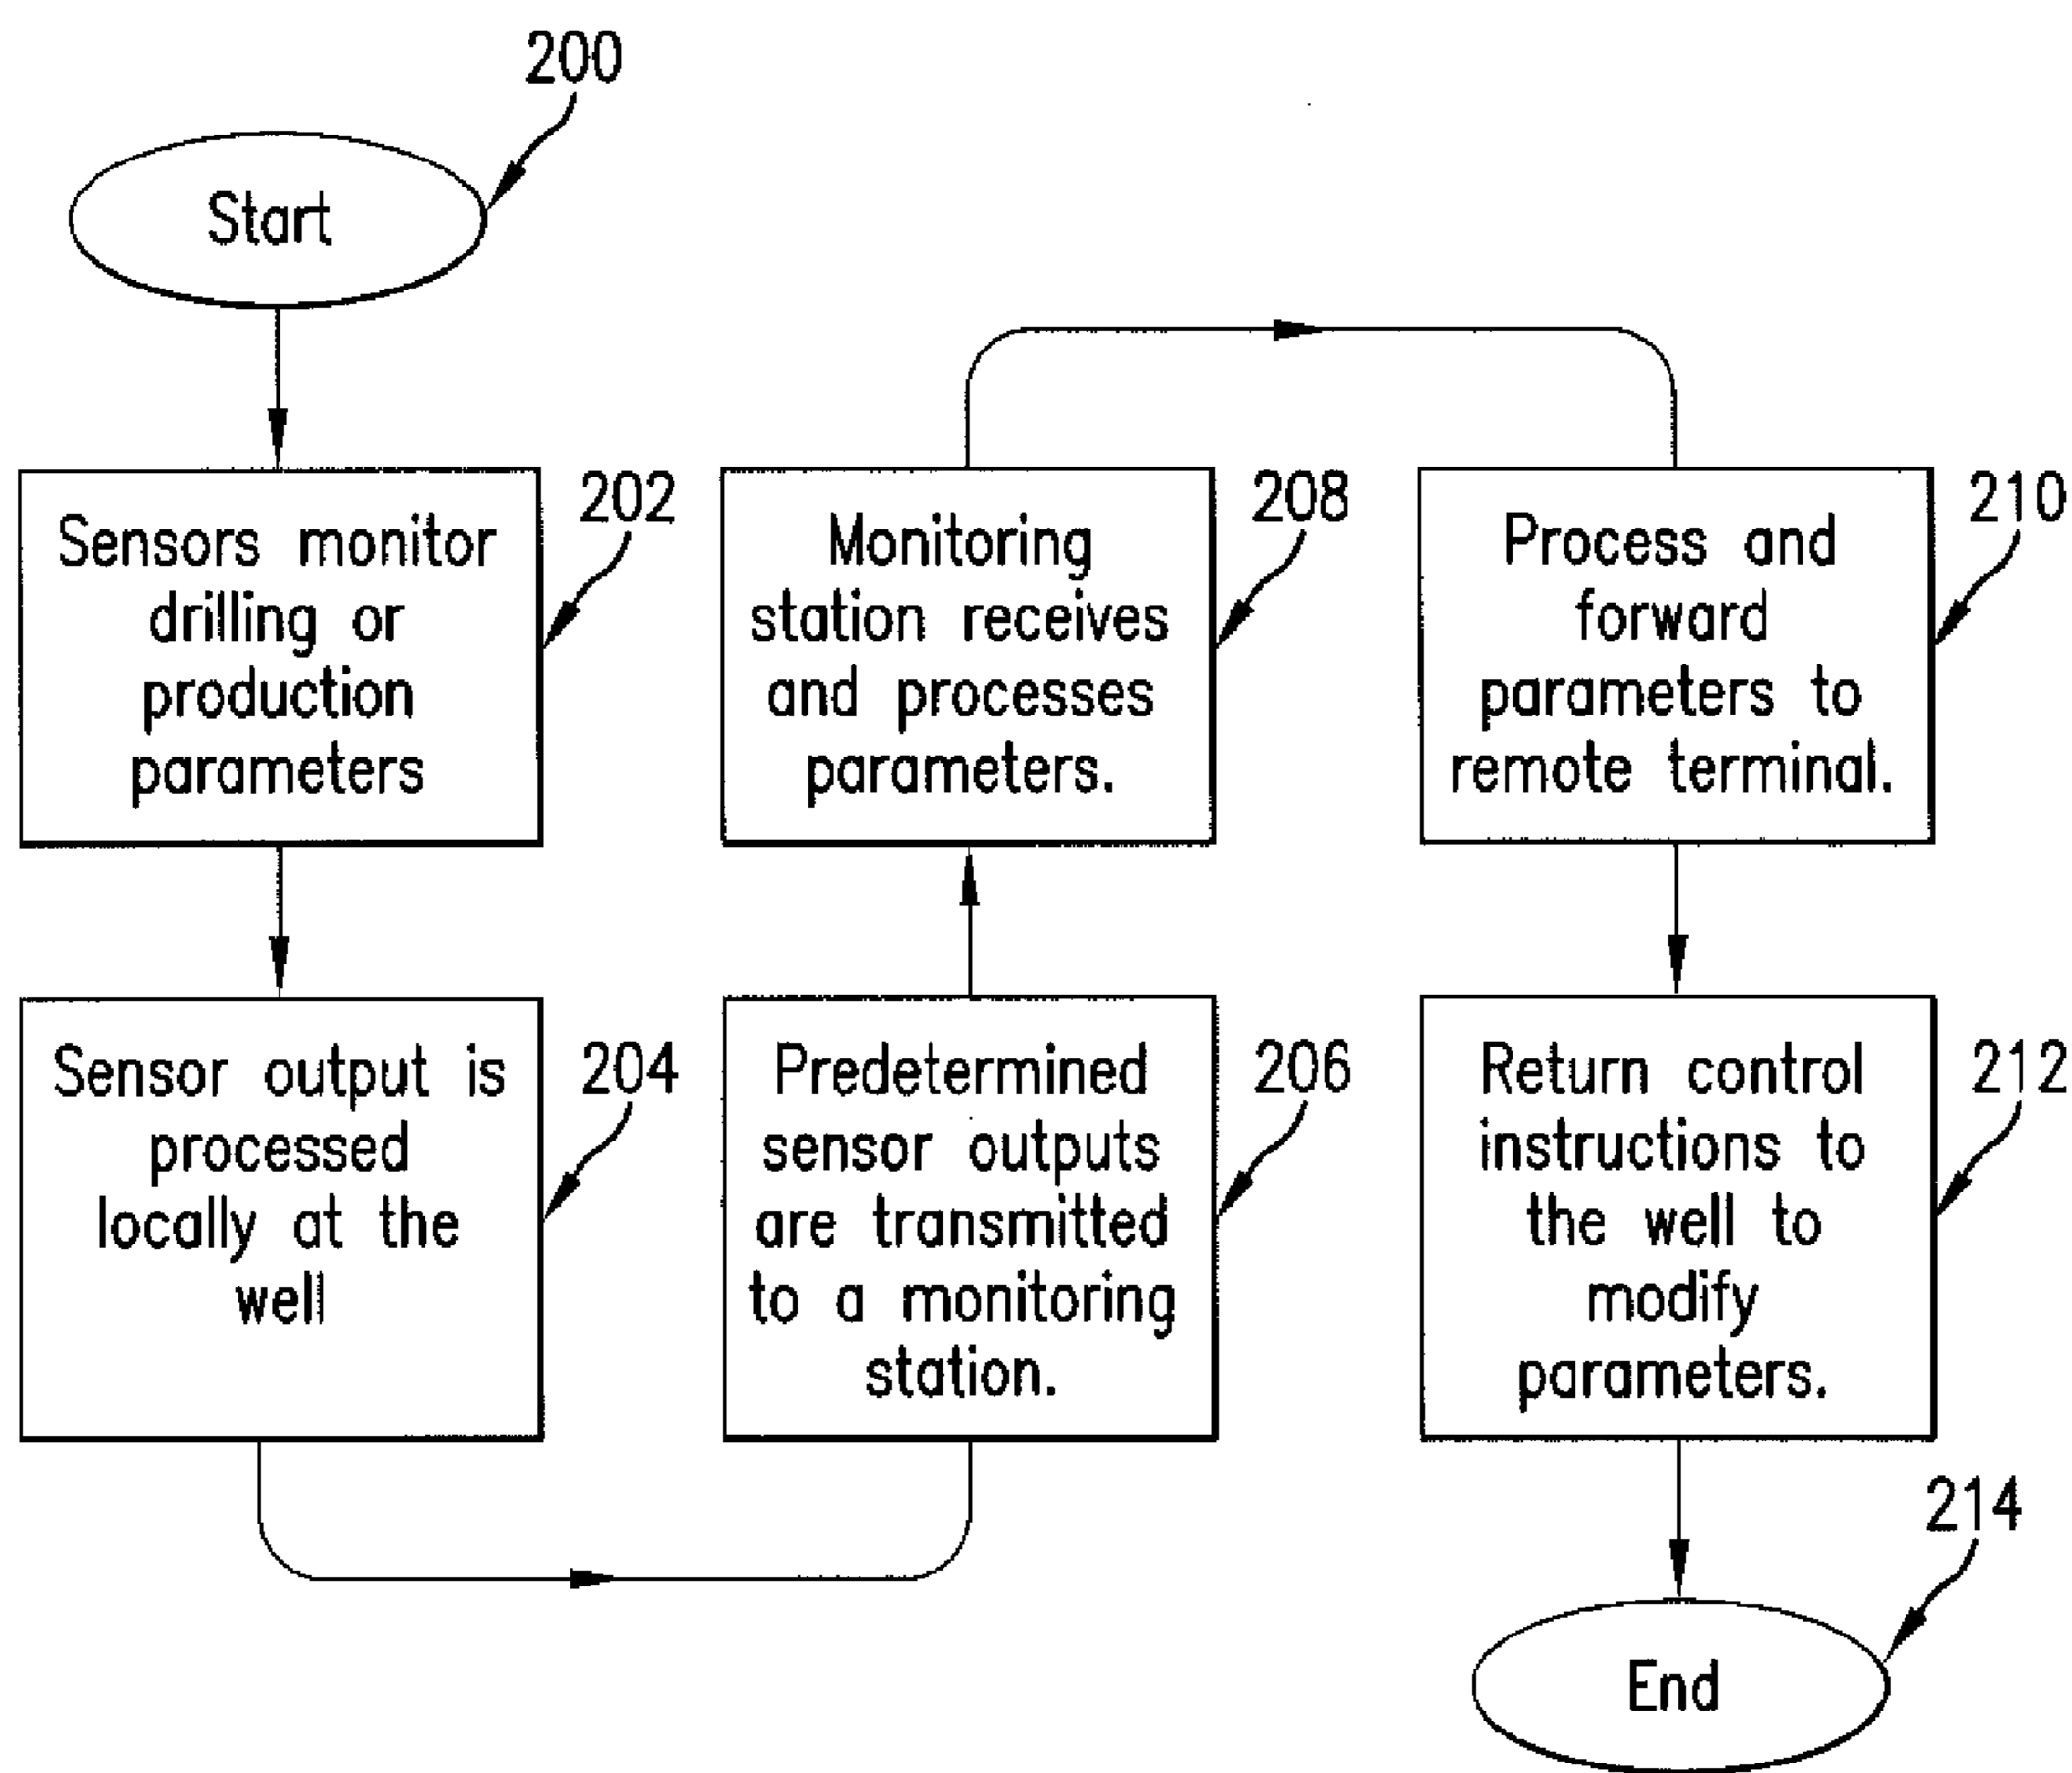 200
Start
202
Sensors monitor
drilling or
production
parameters
204
Sensor output is
processed
locally at the
well
206
Predetermined
sensor outputs
are transmitted
to a monitoring
station.
208
Monitoring
station receives
and processes
parameters.
210
Process and
forward
parameters to
remote terminal.
212
Return control
instructions to
the well to
modify
parameters.
214
End